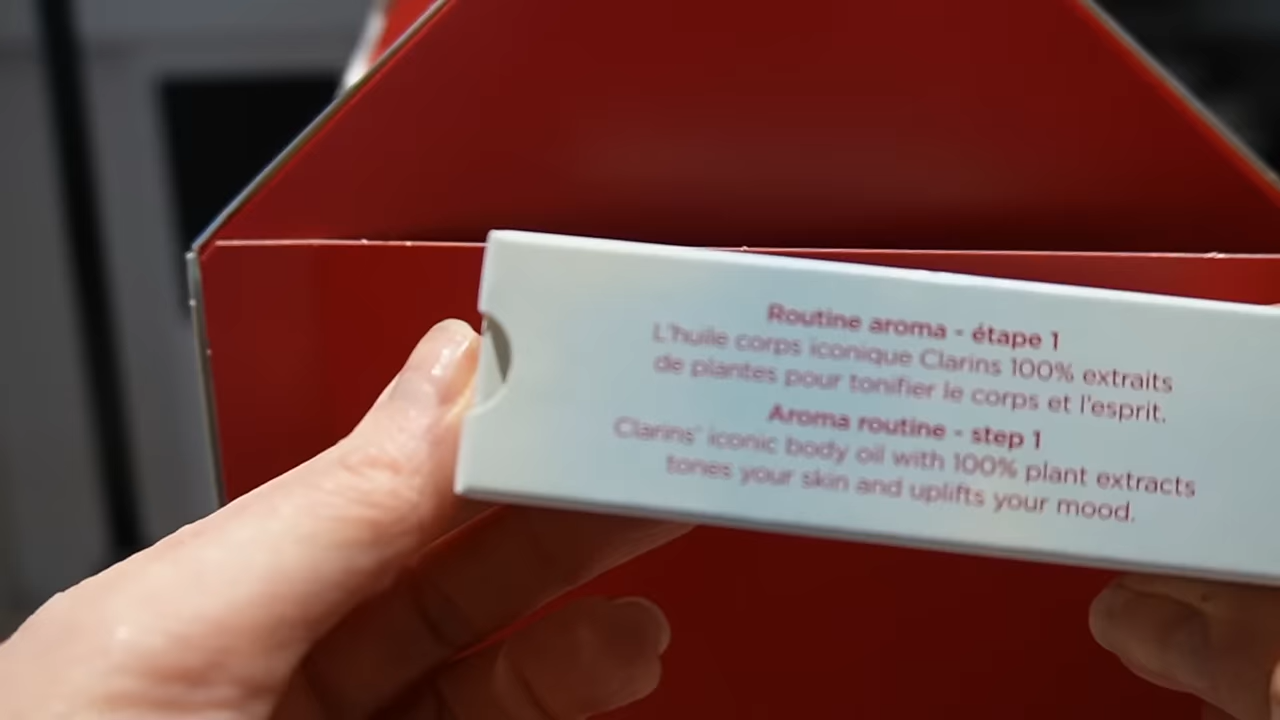 Routine aroma - étape 1
L'huile corps iconique Clarins 100% extraits
de plantes pour tonifier le corps et l'esprit.
Aroma routine - step 1
Clarins' iconic body oil with 100% plant extracts
tones your skin and uplifts your mood.